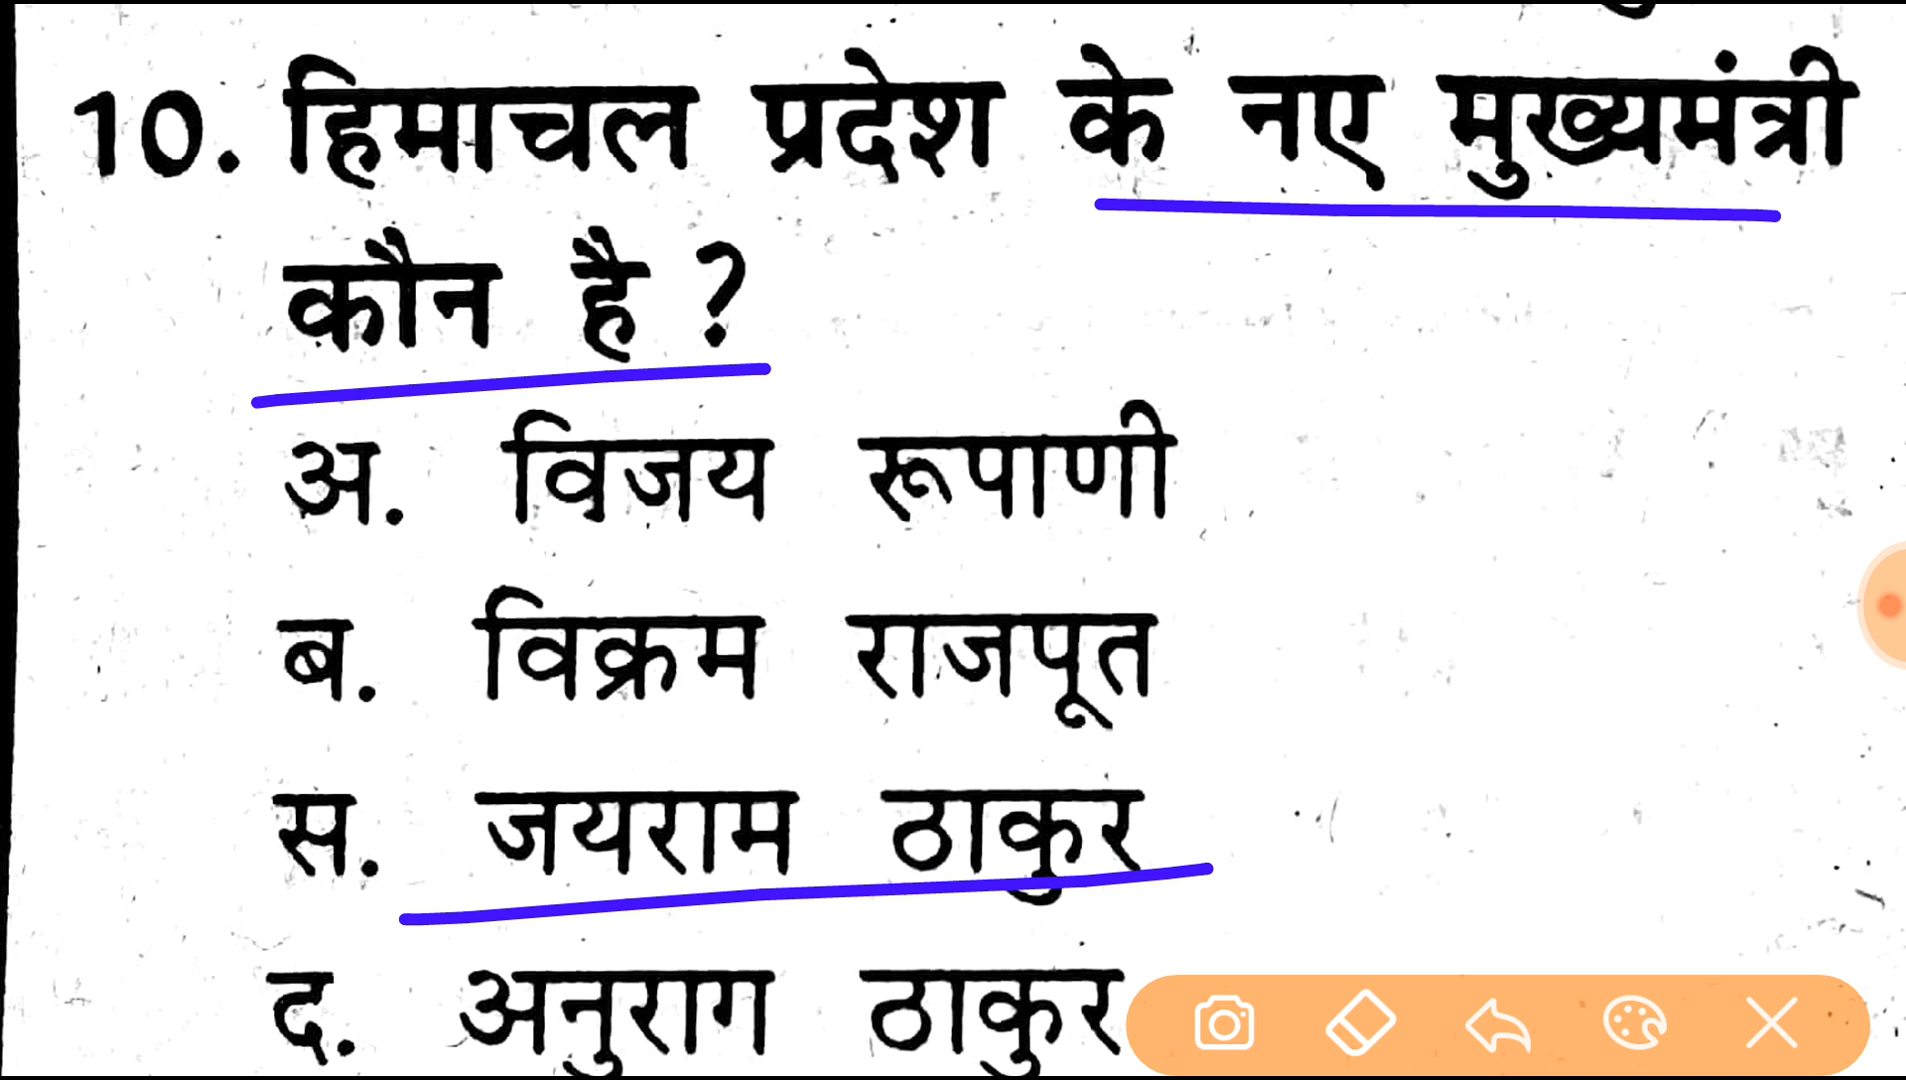 10. हिमाचल प्रदेश के नए मुख्यमंत्री
कौन है ?
अ. विजय रूपाणी
ब. विक्रम राजपूत
स. जयराम ठाकुर
द. अनुराग ठाकुर